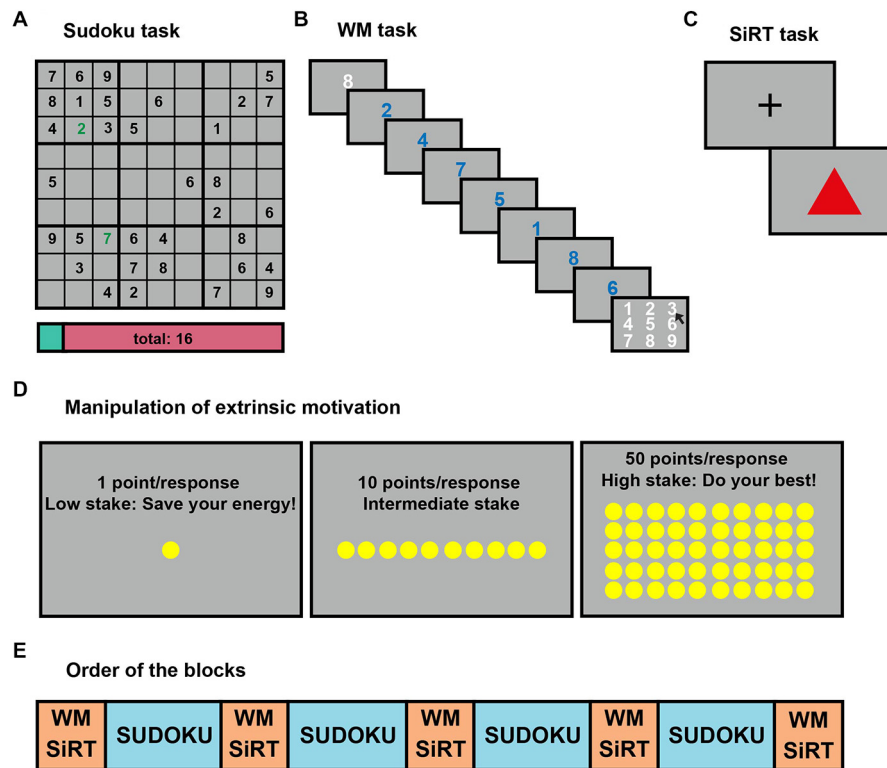 A
Sudoku task
7 6 9 5
8 1 5 6 2 7
4 2 3 5 1
5 6 8
2 6
9 5 7 6 4 8
3 7 8 6 4
4 2 7 9
total: 16
B
WM task
8
2
4
7
5
1
8
6
1 2 3
4 5 6
7 8 9
C
SiRT task
+
D
Manipulation of extrinsic motivation
1 point/response
Low stake: Save your energy!
10 points/response
Intermediate stake
50 points/response
High stake: Do your best!
E
Order of the blocks
WM SiRT
SUDOKU
WM SiRT
SUDOKU
WM SiRT
SUDOKU
WM SiRT
SUDOKU
WM SiRT